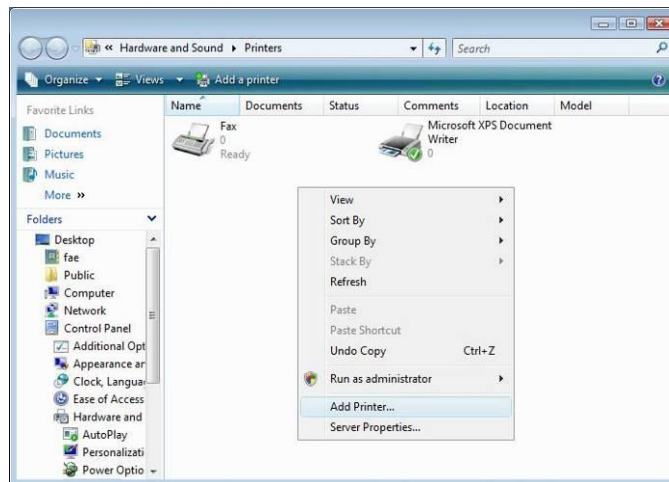 « Hardware and Sound ▸ Printers
Search
Organize Views Add a printer
Favorite Links
Documents
Pictures
Music
More »
Folders
Desktop
fae
Public
Computer
Network
Control Panel
Additional Opt
Appearance ar
Clock, Langua
Ease of Access
Hardware and
AutoPlay
Personalizati
Power Optio
Name Documents Status Comments Location Model
Fax
0
Ready
Microsoft XPS Document
Writer
0
View
Sort By
Group By
Stack By
Refresh
Paste
Paste Shortcut
Undo Copy Ctrl+Z
Run as administrator
Add Printer...
Server Properties...